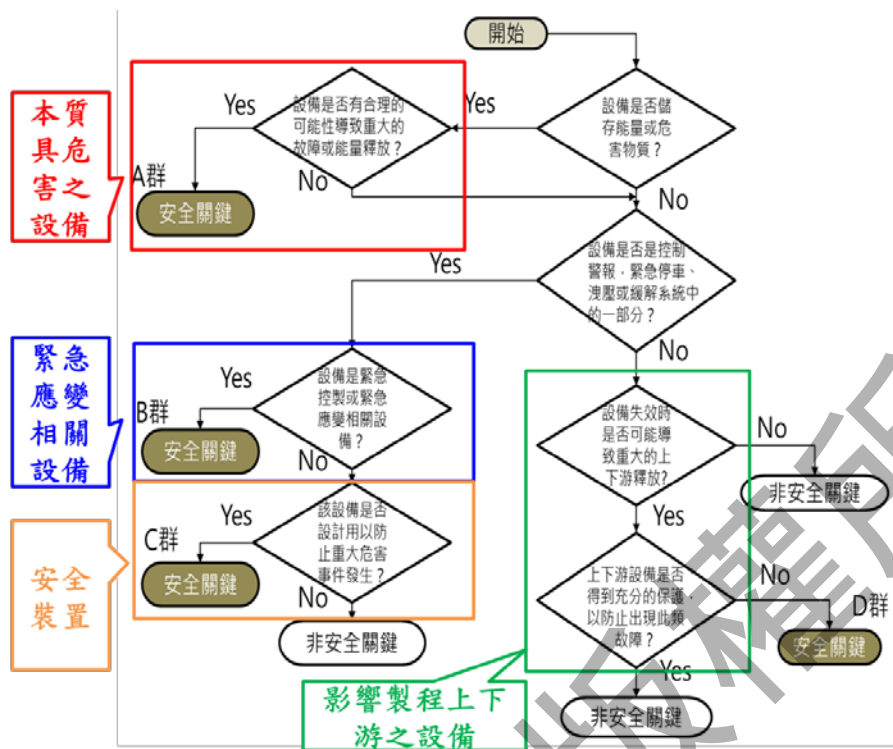 開始
設備是否儲
存能量或危
害物質？
Yes
No
設備是否有合理的
可能性導致重大的
故障或能量釋放？
Yes
No
A群
安全關鍵
本質
具危
害之
設備
設備是否是控制
警報，緊急停車、
洩壓或緩解系統中
的一部分？
Yes
No
設備是緊急
控製或緊急
應變相關設
備？
Yes
No
B群
安全關鍵
緊急
應變
相關
設備
該設備是否
設計用以防
止重大危害
事件發生？
Yes
No
C群
安全關鍵
非安全關鍵
安全
裝置
設備失效時
是否可能導
致重大的上
下游釋放?
No
非安全關鍵
Yes
上下游設備是否
得到充分的保護，
以防止出現此類
故障？
No
D群
安全關鍵
Yes
非安全關鍵
影響製程上下
游之設備
版權所